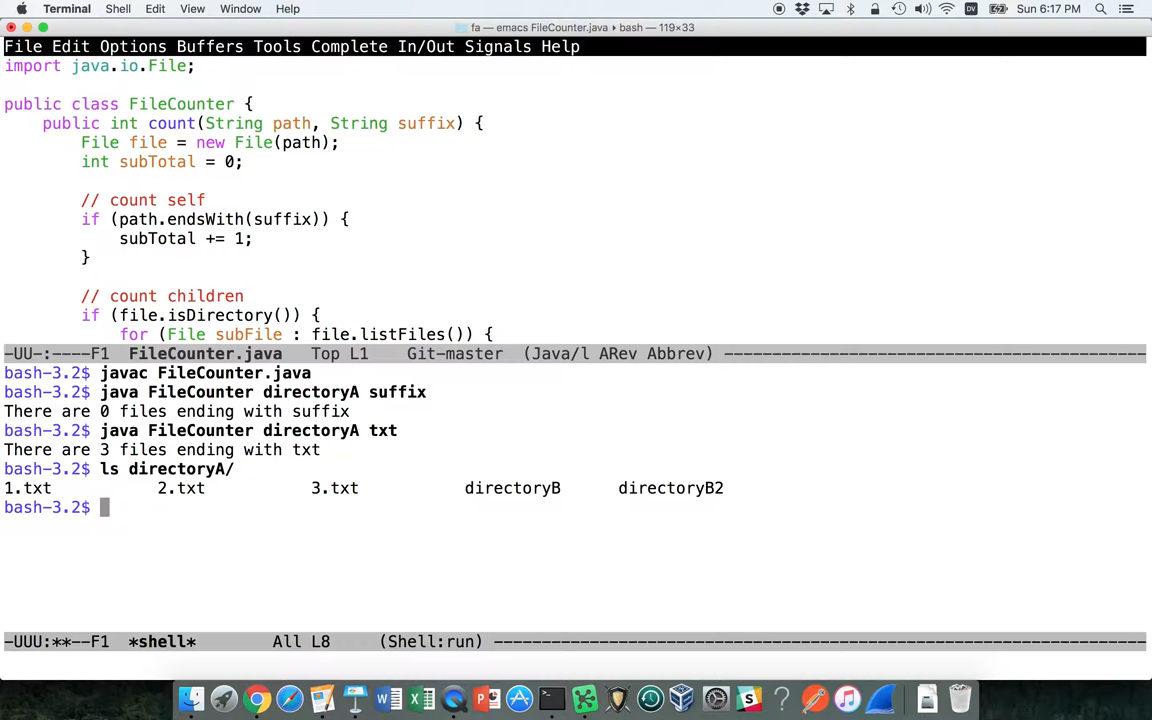 Terminal Shell Edit View Window Help DV Sun 6:17 PM
fa — emacs FileCounter.java ▸ bash — 119×33
File Edit Options Buffers Tools Complete In/Out Signals Help
import java.io.File;
public class FileCounter {
    public int count(String path, String suffix) {
        File file = new File(path);
        int subTotal = 0;
        // count self
        if (path.endsWith(suffix)) {
            subTotal += 1;
        }
        // count children
        if (file.isDirectory()) {
            for (File subFile : file.listFiles()) {
-UU-:----F1  FileCounter.java   Top L1    Git-master  (Java/l ARev Abbrev) ---------------------------------------------
bash-3.2$ javac FileCounter.java
bash-3.2$ java FileCounter directoryA suffix
There are 0 files ending with suffix
bash-3.2$ java FileCounter directoryA txt
There are 3 files ending with txt
bash-3.2$ ls directoryA/
1.txt           2.txt           3.txt           directoryB      directoryB2
bash-3.2$
-UUU:**--F1  *shell*        All L8     (Shell:run) --------------------------------------------------------------------